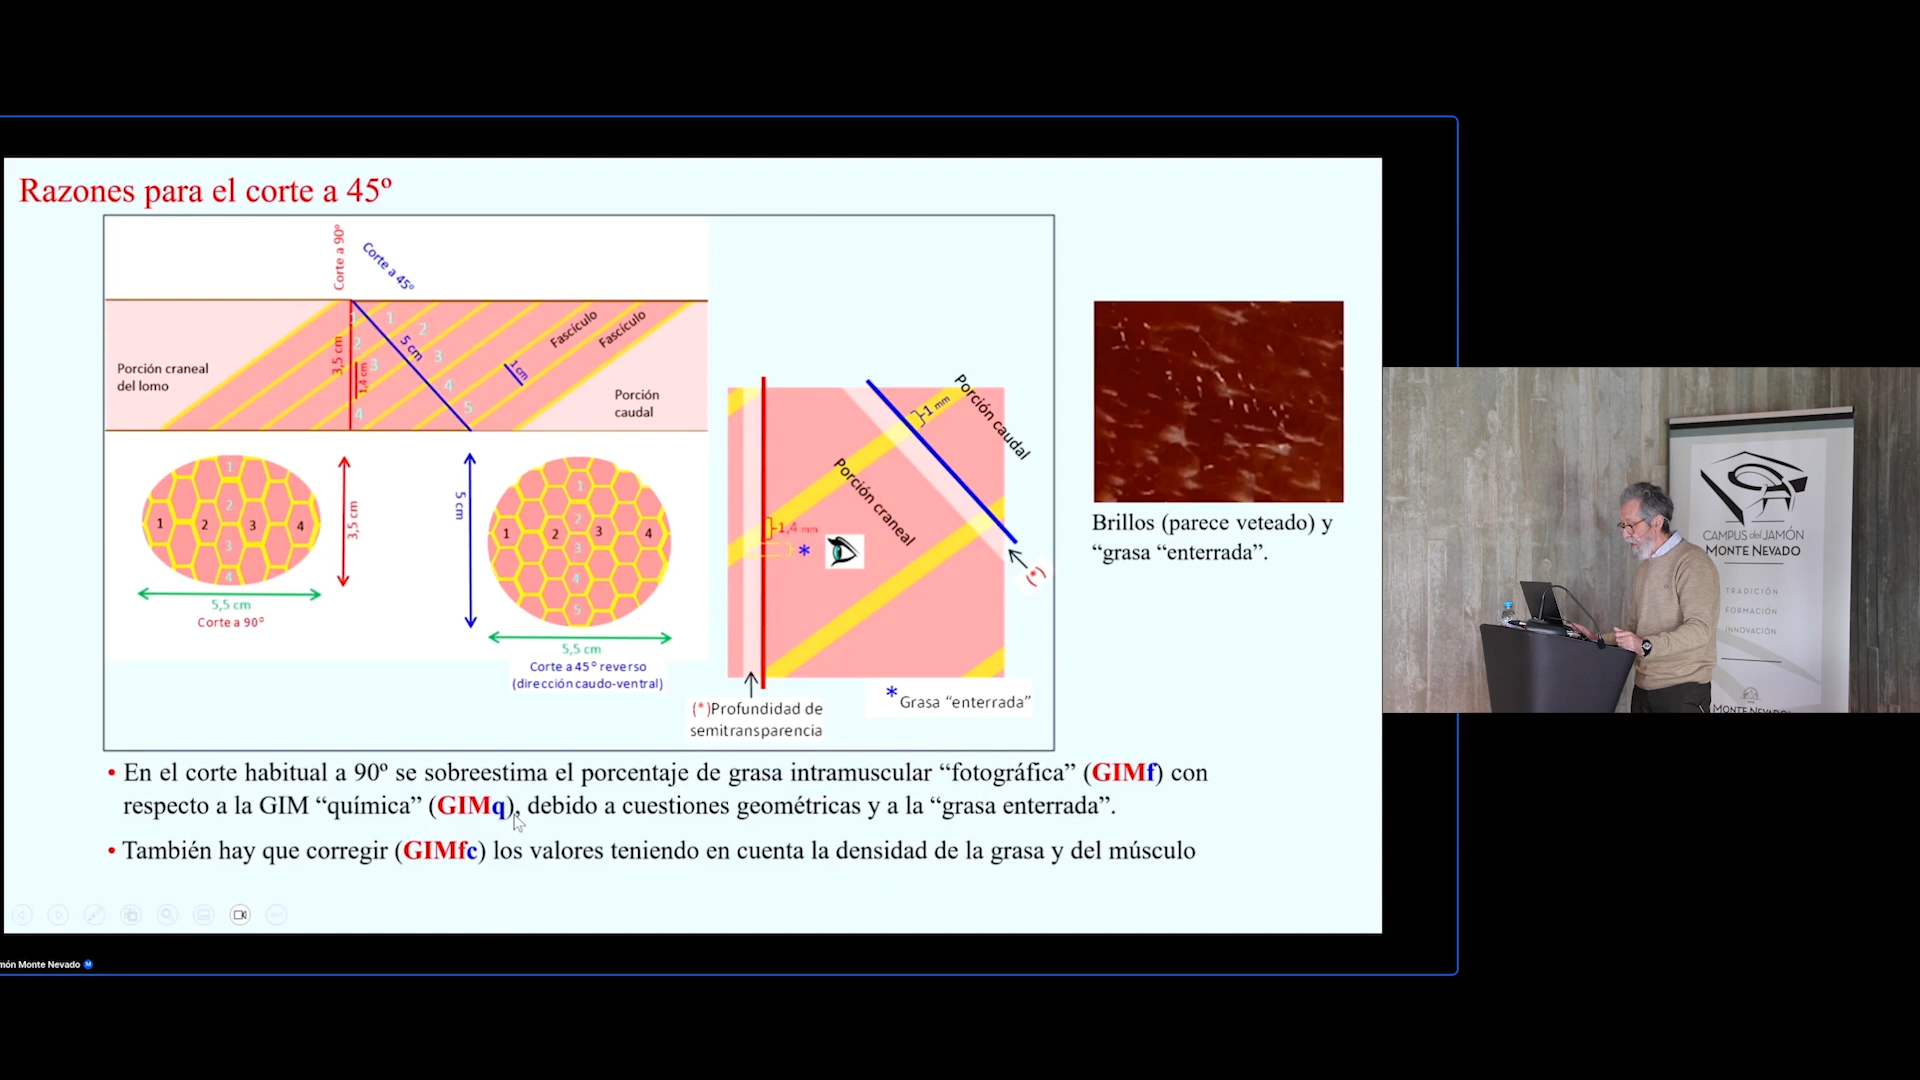 Razones para el corte a 45º
Corte a 90º
Corte a 45º
Porción craneal
del lomo
3,5 cm
1,4 cm
5 cm
1 cm
Fascículo
Fascículo
Porción
caudal
1
2
3
4
1
2
3
4
5
1
2
3
4
1
2
3
4
3,5 cm
5,5 cm
Corte a 90º
5 cm
1
2
3
4
5
1
2
3
4
5,5 cm
Corte a 45º reverso
(dirección caudo-ventral)
1 mm
Porción caudal
Porción craneal
1,4 mm
*
(*)
(*)Profundidad de
semitransparencia
*Grasa “enterrada”
Brillos (parece veteado) y
“grasa “enterrada”.
• En el corte habitual a 90º se sobreestima el porcentaje de grasa intramuscular “fotográfica” (GIMf) con
respecto a la GIM “química” (GIMq), debido a cuestiones geométricas y a la “grasa enterrada”.
• También hay que corregir (GIMfc) los valores teniendo en cuenta la densidad de la grasa y del músculo
món Monte Nevado M
CAMPUS del JAMÓN
MONTE NEVADO
TRADICIÓN
FORMACIÓN
INNOVACIÓN
MONTE NEVADO